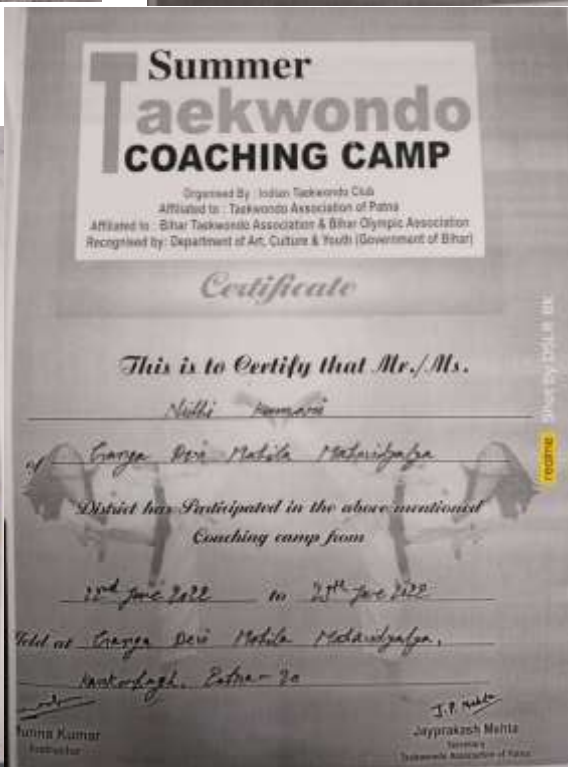 Summer
Taekwondo
COACHING CAMP
Organised By : Indian Taekwondo Club
Affiliated to : Taekwondo Association of Patna
Affiliated to : Bihar Taekwondo Association & Bihar Olympic Association
Recognised by: Department of Art, Culture & Youth (Government of Bihar)
Certificate
This is to Certify that Mr./Ms.
Nidhi Kumari
of Ganga Devi Mahila Mahavidyalya
District has Participated in the above mentioned
Coaching camp from
22nd June 2022 to June 2022
Held at Ganga Devi Mahila Mahavidyalya,
Kankarbagh, Patna-20
J.P. Mehta
Munna Kumar
Instructor
Jayprakash Mehta
Secretary
Taekwondo Association of Patna
realme Shot by DSLR